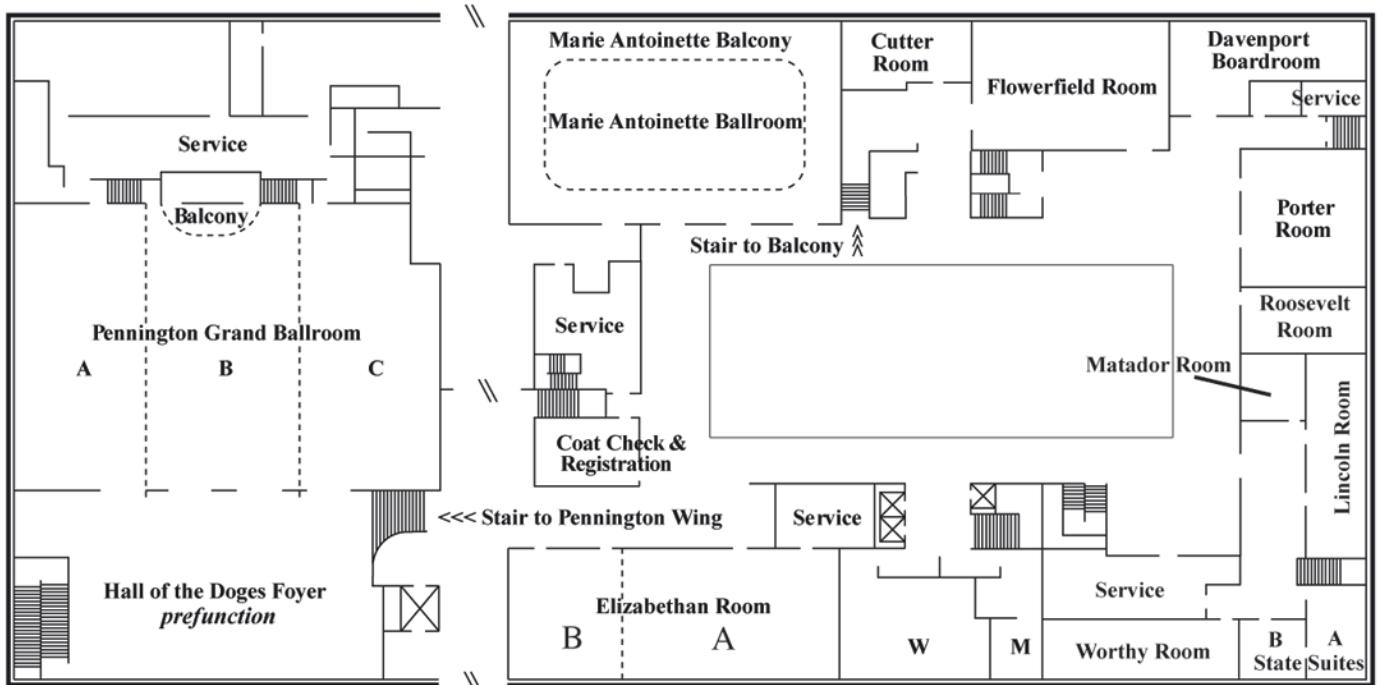 Marie Antoinette Balcony
Cutter
Room
Davenport
Boardroom
Flowerfield Room
Service
Marie Antoinette Ballroom
Service
Balcony
Porter
Room
Stair to Balcony
<<<
Roosevelt
Room
Service
Pennington Grand Ballroom
A
B
C
Matador Room
Lincoln Room
Coat Check &
Registration
<<< Stair to Pennington Wing
Service
Hall of the Doges Foyer
prefunction
Elizabethan Room
B
A
Service
W
M
Worthy Room
B
A
State
Suites